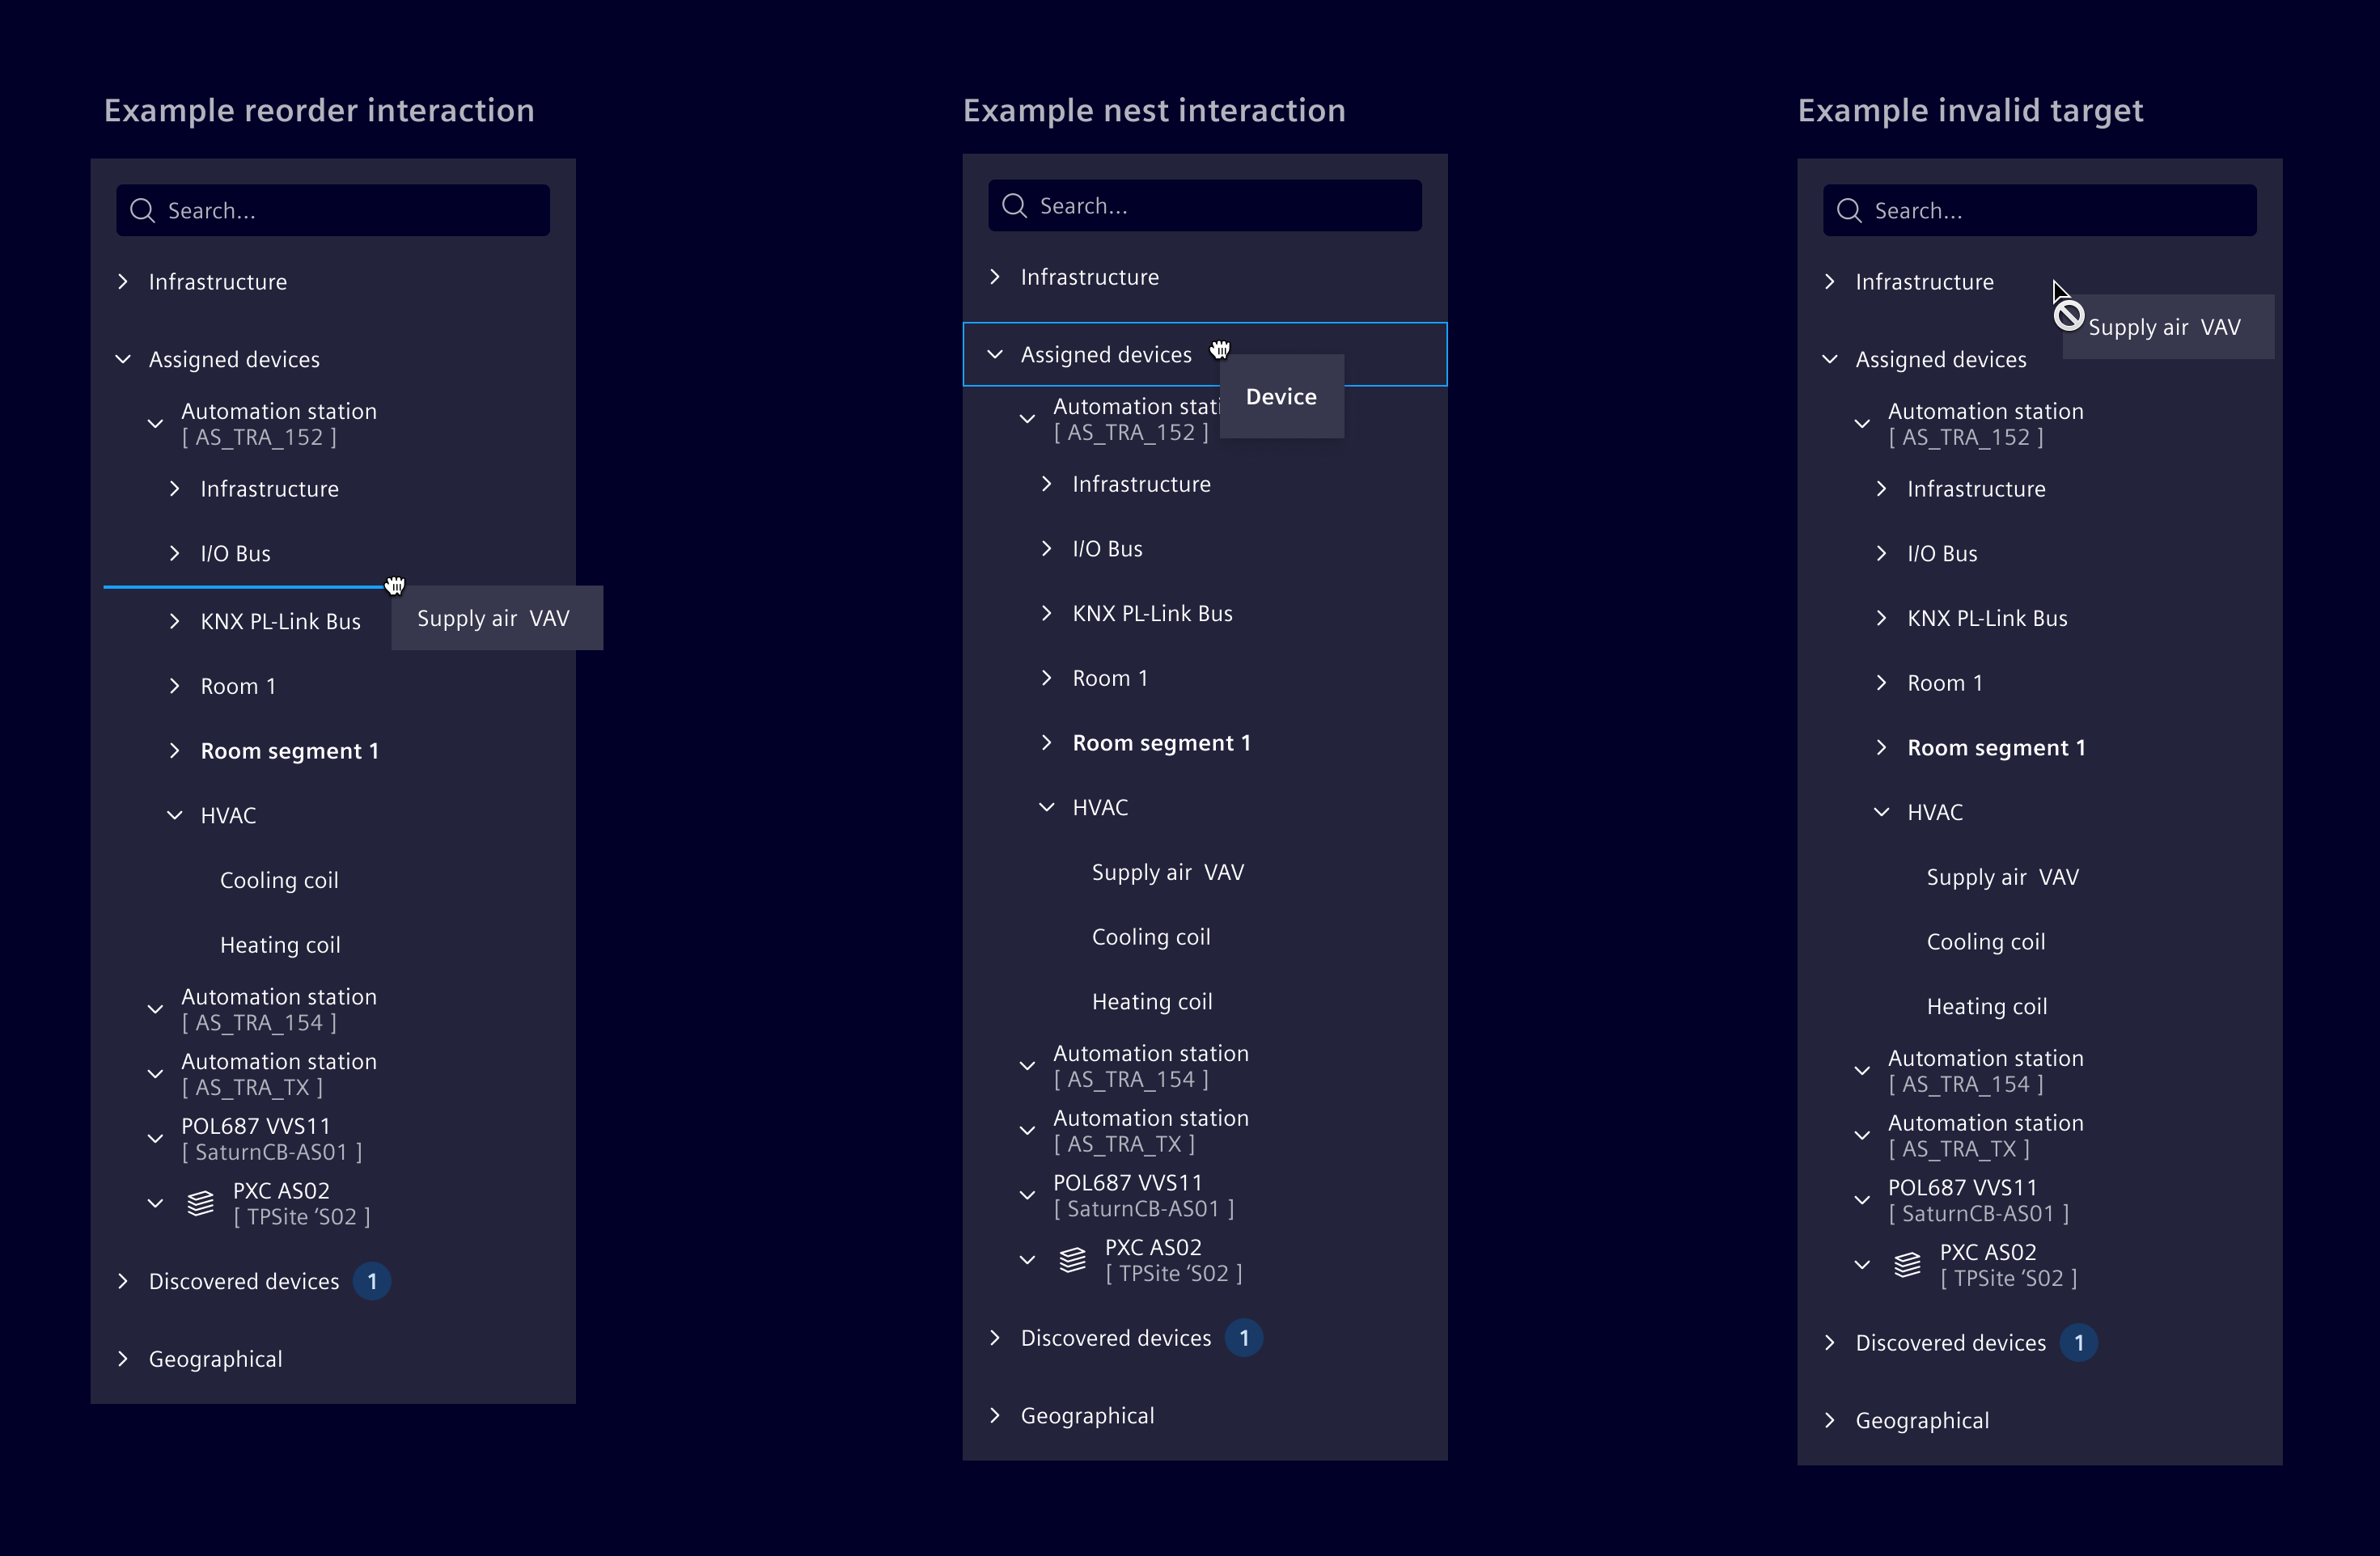 Example reorder interaction
Search...
Infrastructure
Assigned devices
Automation station
[ AS_TRA_152 ]
Infrastructure
I/O Bus
Supply air VAV
KNX PL-Link Bus
Room 1
Room segment 1
HVAC
Cooling coil
Heating coil
Automation station
[ AS_TRA_154 ]
Automation station
[ AS_TRA_TX ]
POL687 VVS11
[ SaturnCB-AS01 ]
PXC AS02
[ TPSite ‘S02 ]
Discovered devices 1
Geographical
Example nest interaction
Search...
Infrastructure
Assigned devices
Device
Automation stati
[ AS_TRA_152 ]
Infrastructure
I/O Bus
KNX PL-Link Bus
Room 1
Room segment 1
HVAC
Supply air VAV
Cooling coil
Heating coil
Automation station
[ AS_TRA_154 ]
Automation station
[ AS_TRA_TX ]
POL687 VVS11
[ SaturnCB-AS01 ]
PXC AS02
[ TPSite ‘S02 ]
Discovered devices 1
Geographical
Example invalid target
Search...
Infrastructure
Supply air VAV
Assigned devices
Automation station
[ AS_TRA_152 ]
Infrastructure
I/O Bus
KNX PL-Link Bus
Room 1
Room segment 1
HVAC
Supply air VAV
Cooling coil
Heating coil
Automation station
[ AS_TRA_154 ]
Automation station
[ AS_TRA_TX ]
POL687 VVS11
[ SaturnCB-AS01 ]
PXC AS02
[ TPSite ‘S02 ]
Discovered devices 1
Geographical